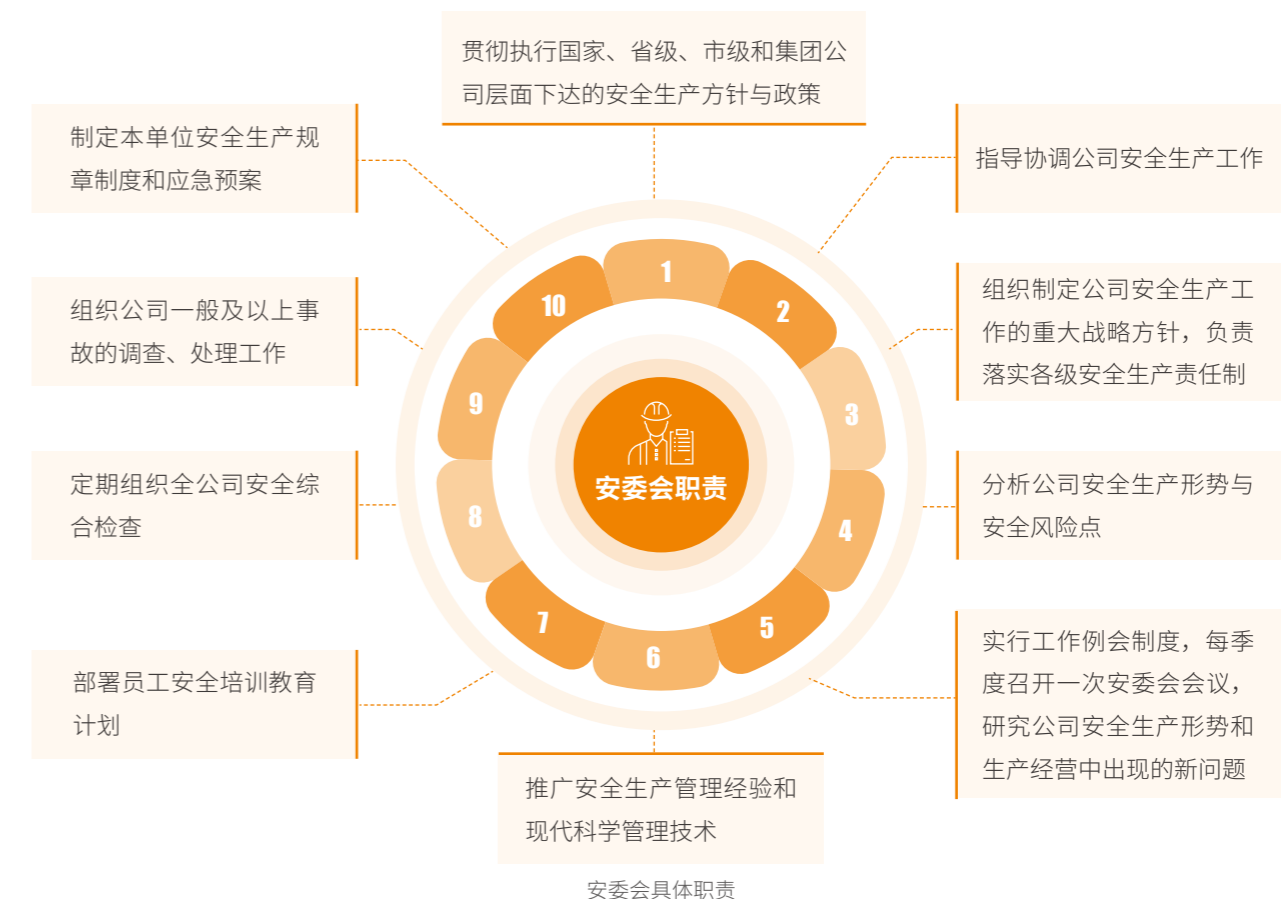 贯彻执行国家、省级、市级和集团公
司层面下达的安全生产方针与政策
指导协调公司安全生产工作
组织制定公司安全生产工
作的重大战略方针，负责
落实各级安全生产责任制
分析公司安全生产形势与
安全风险点
实行工作例会制度，每季
度召开一次安委会会议，
研究公司安全生产形势和
生产经营中出现的新问题
推广安全生产管理经验和
现代科学管理技术
部署员工安全培训教育
计划
定期组织全公司安全综
合检查
组织公司一般及以上事
故的调查、处理工作
制定本单位安全生产规
章制度和应急预案
1
2
3
4
5
6
7
8
9
10
安委会职责
安委会具体职责